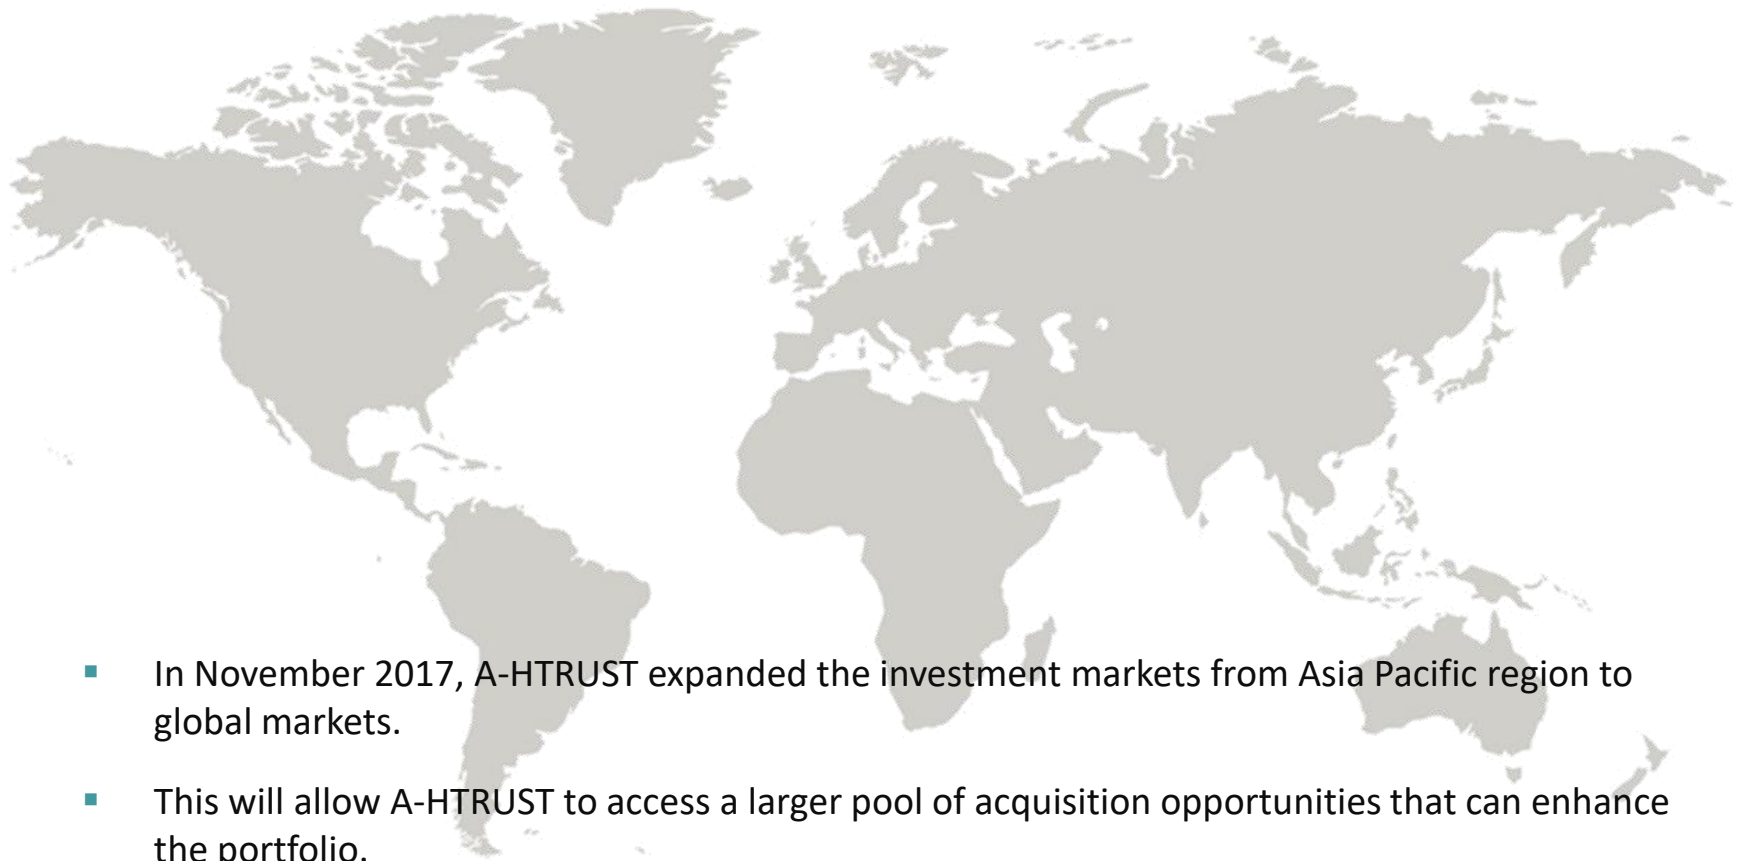 ▪ In November 2017, A-HTRUST expanded the investment markets from Asia Pacific region to
global markets.
▪ This will allow A-HTRUST to access a larger pool of acquisition opportunities that can enhance
the portfolio.